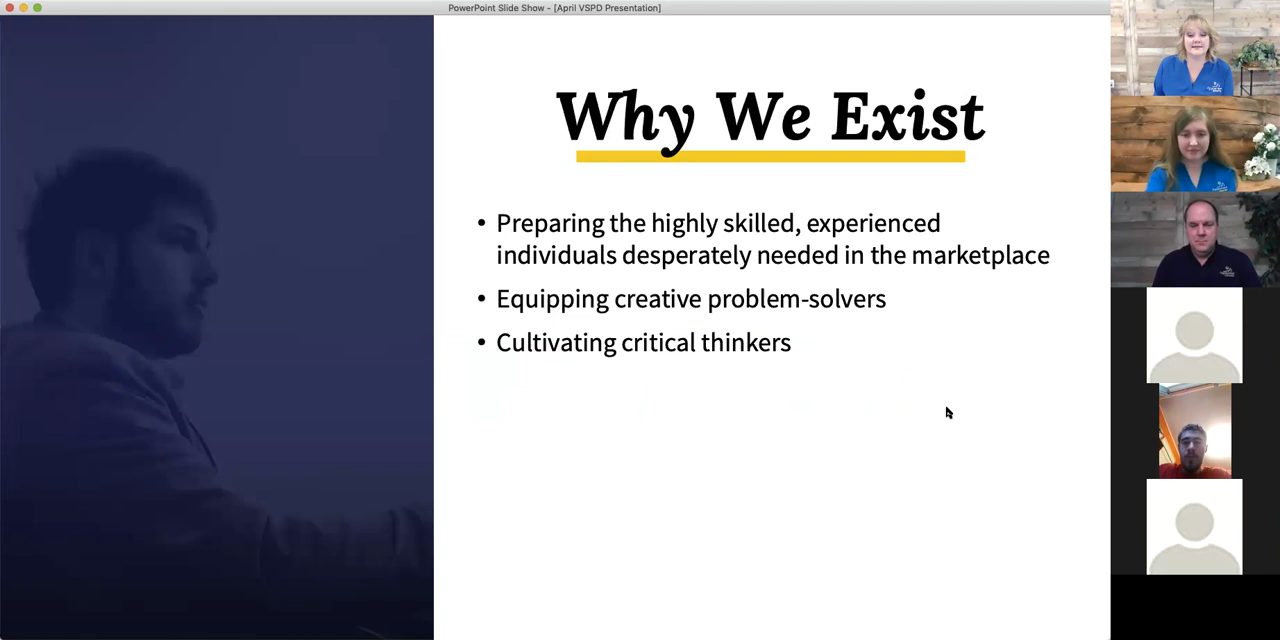 PowerPoint Slide Show - [April VSPD Presentation]
Why We Exist
• Preparing the highly skilled, experienced
individuals desperately needed in the marketplace
• Equipping creative problem-solvers
• Cultivating critical thinkers